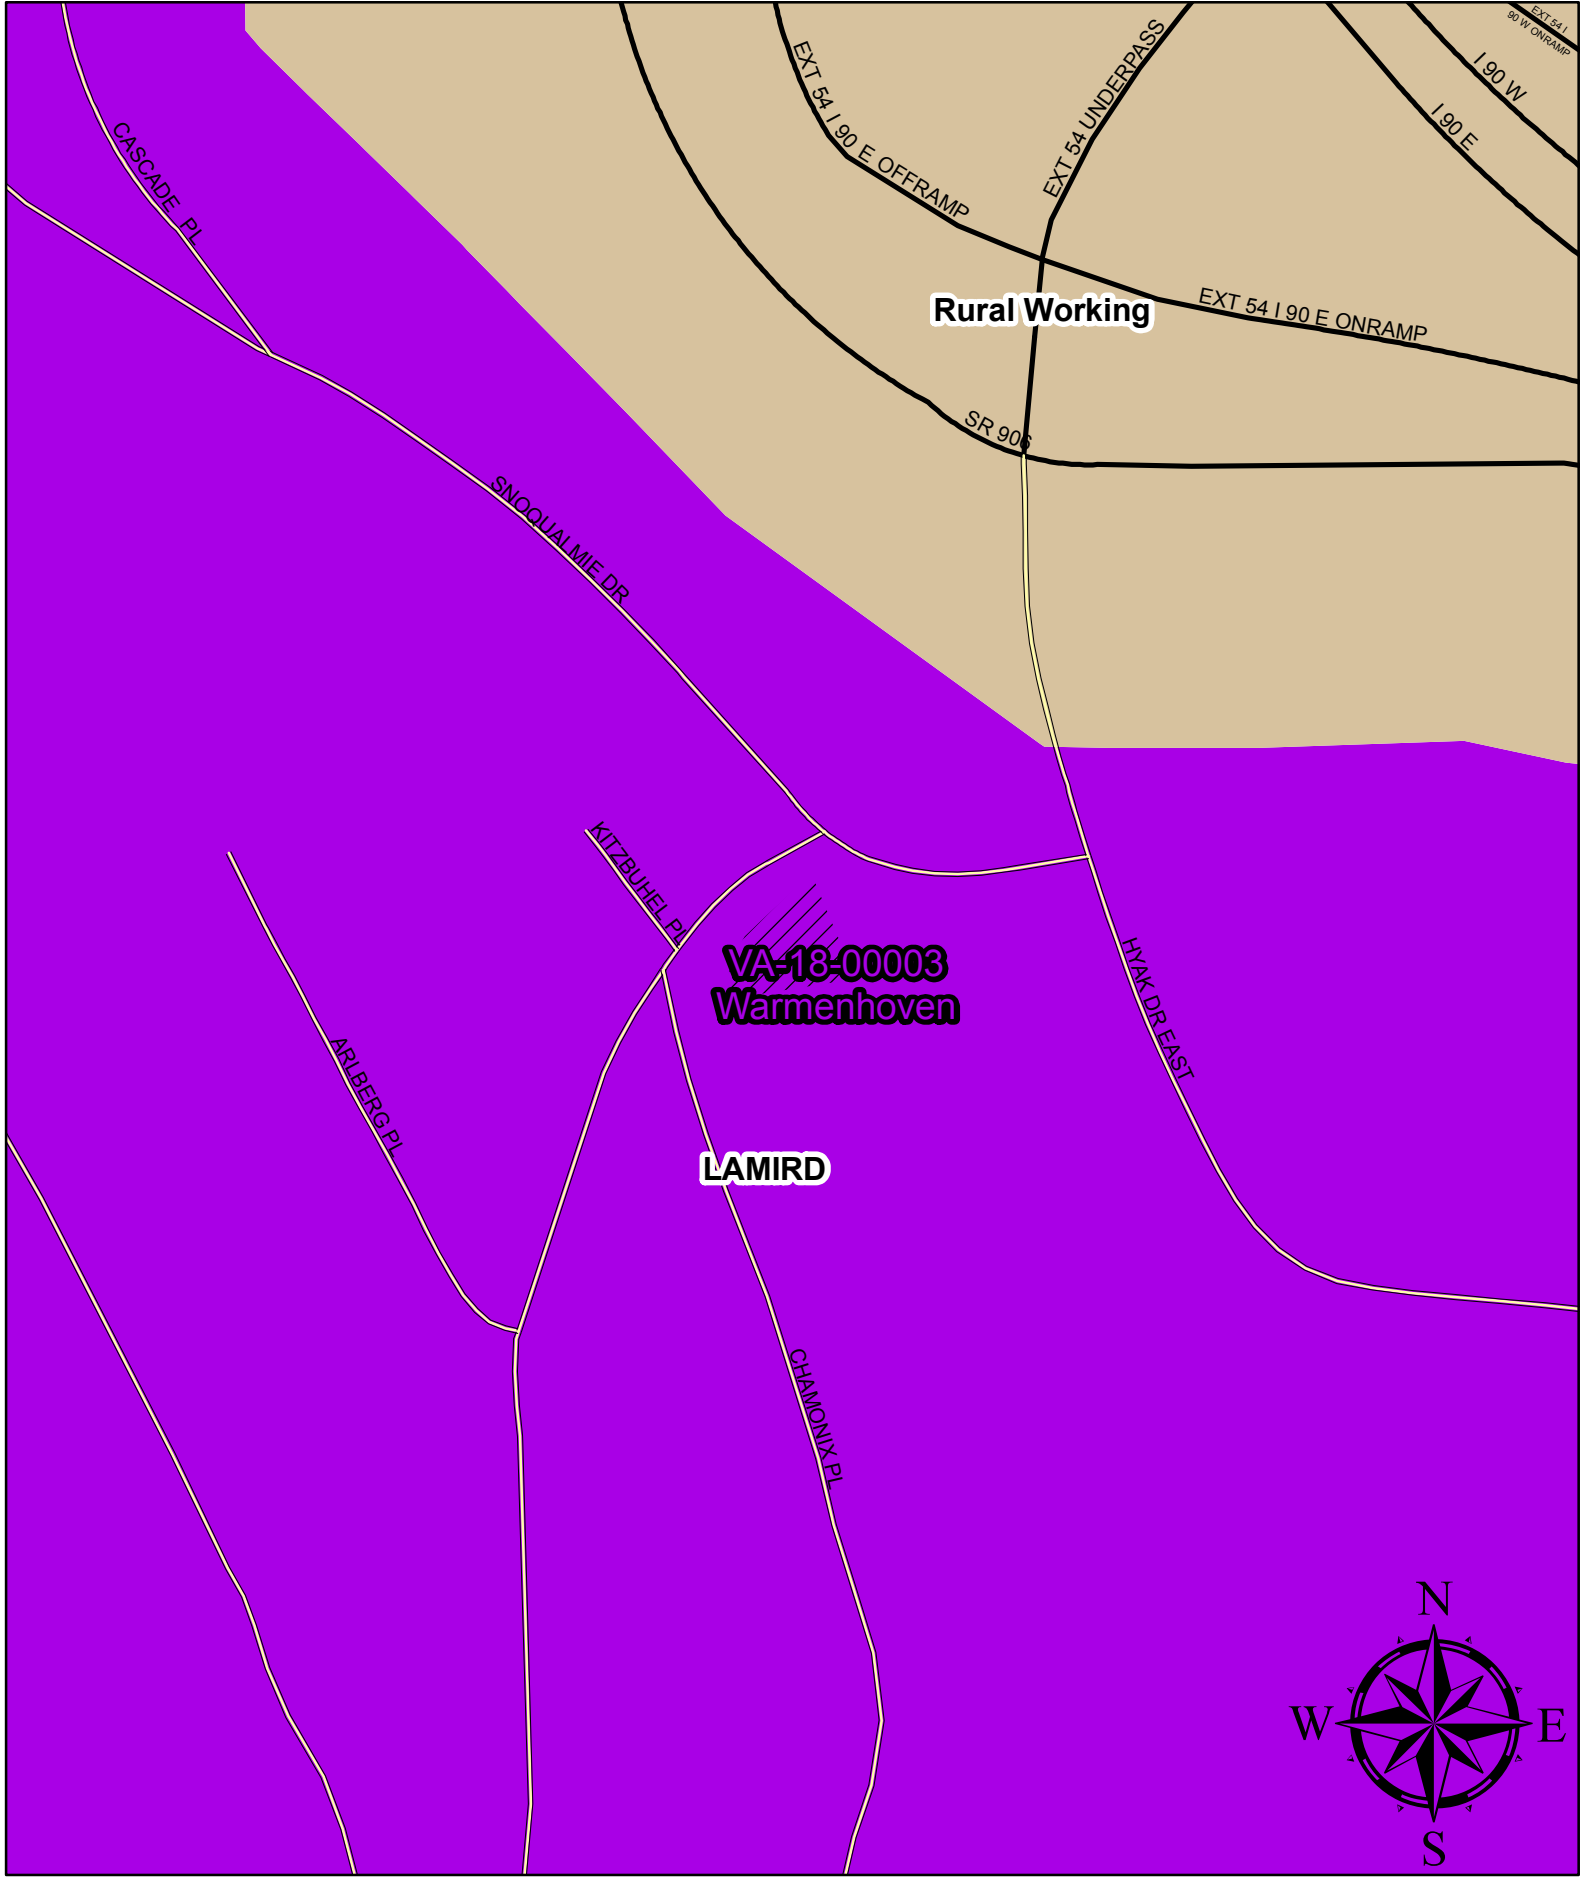 EXT 54 I
90 W ONRAMP
I 90 W
I 90 E
EXT 54 UNDERPASS
EXT 54 I 90 E OFFRAMP
CASCADE PL
Rural Working
EXT 54 I 90 E ONRAMP
SR 906
SNOQUALMIE DR
KITZBUHEL PL
VA-18-00003
Warmenhoven
HYAK DR EAST
ARLBERG PL
LAMIRD
CHAMONIX PL
N
W
E
S